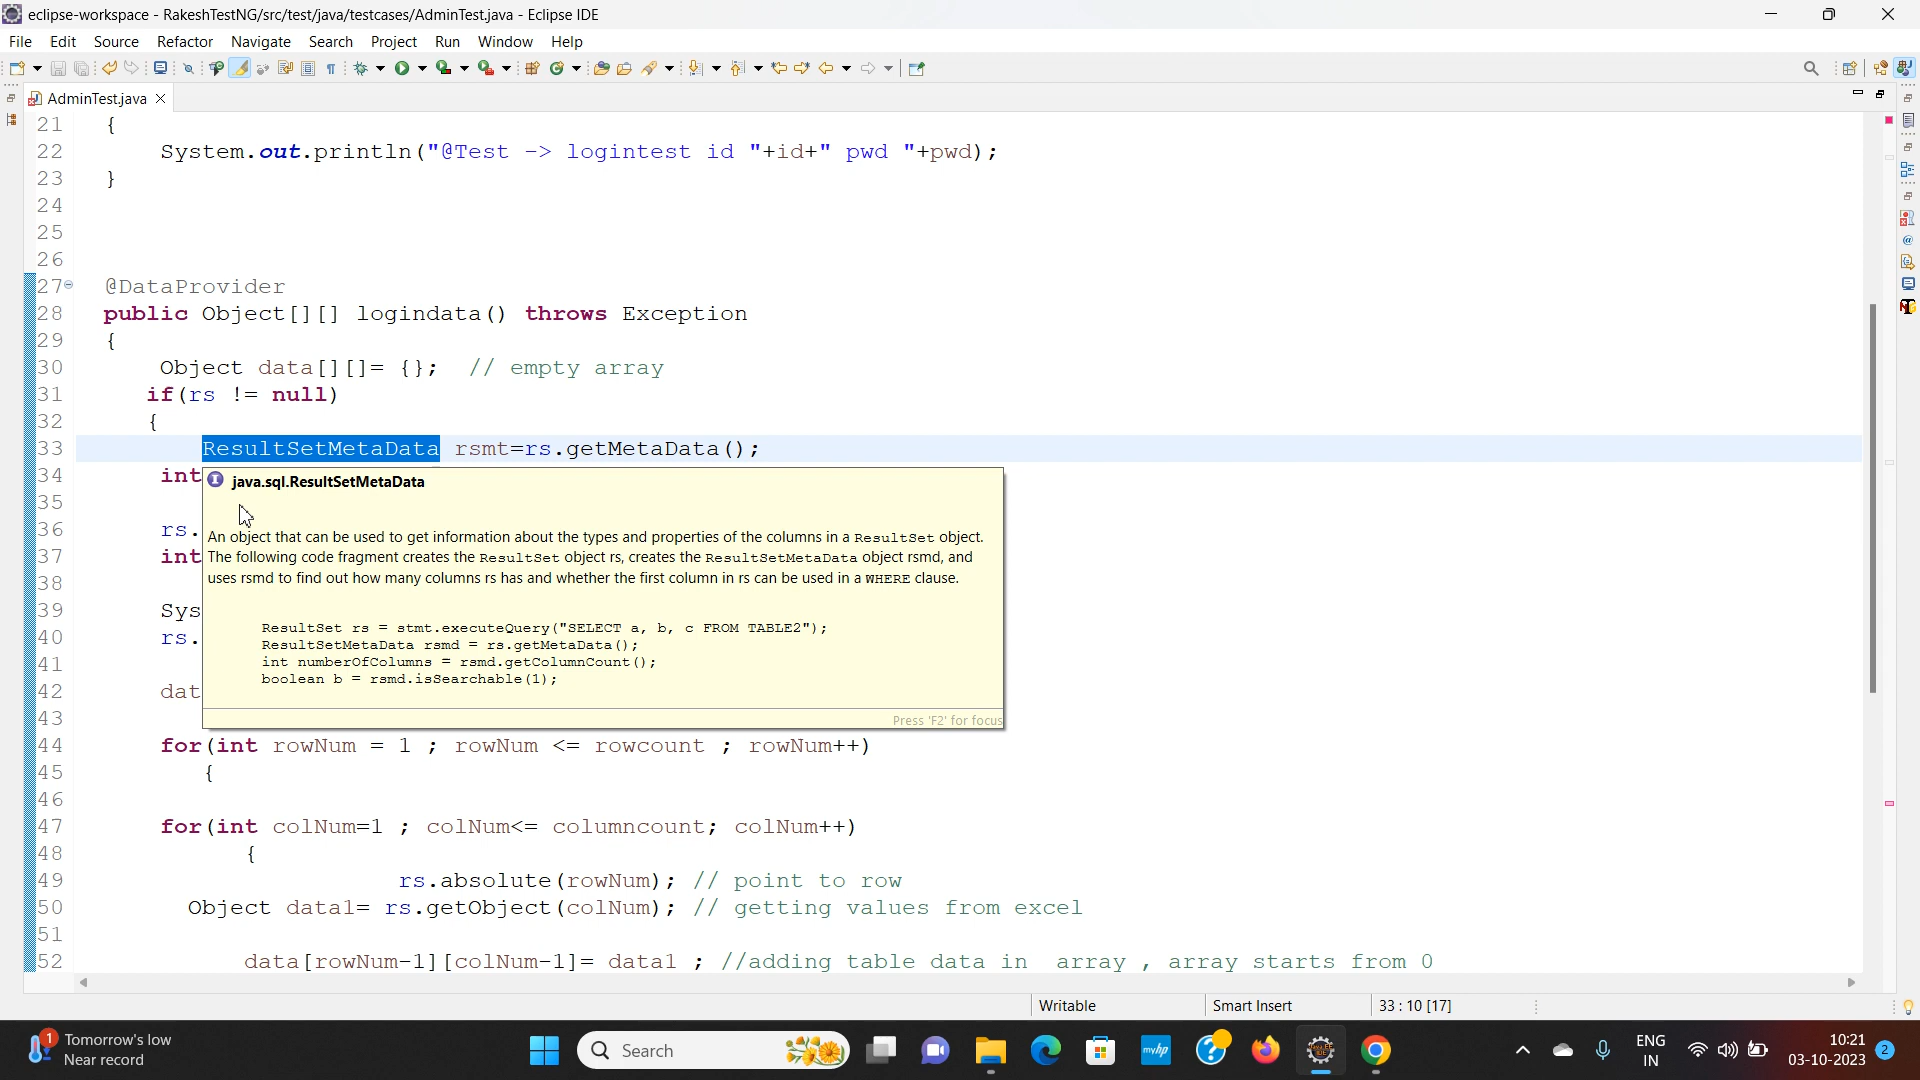 eclipse-workspace - RakeshTestNG/src/test/java/testcases/AdminTest.java - Eclipse IDE
File Edit Source Refactor Navigate Search Project Run Window Help
AdminTest.java
21 {
22 System.out.println("@Test -> logintest id "+id+" pwd "+pwd);
23 }
24
25
26
27 @DataProvider
28 public Object[][] logindata() throws Exception
29 {
30 Object data[][]= {}; // empty array
31 if(rs != null)
32 {
33 ResultSetMetaData rsmt=rs.getMetaData();
34 int
java.sql.ResultSetMetaData
35
36 rs.
An object that can be used to get information about the types and properties of the columns in a ResultSet object.
37 int
The following code fragment creates the ResultSet object rs, creates the ResultSetMetaData object rsmd, and
38
uses rsmd to find out how many columns rs has and whether the first column in rs can be used in a WHERE clause.
39 Sys
ResultSet rs = stmt.executeQuery("SELECT a, b, c FROM TABLE2");
40 rs.
ResultSetMetaData rsmd = rs.getMetaData();
41
int numberOfColumns = rsmd.getColumnCount();
boolean b = rsmd.isSearchable(1);
42 dat
43
Press 'F2' for focus
44 for(int rowNum = 1 ; rowNum <= rowcount ; rowNum++)
45 {
46
47 for(int colNum=1 ; colNum<= columncount; colNum++)
48 {
49 rs.absolute(rowNum); // point to row
50 Object data1= rs.getObject(colNum); // getting values from excel
51
52 data[rowNum-1][colNum-1]= data1 ; //adding table data in array , array starts from 0
Writable Smart Insert 33 : 10 [17]
1 Tomorrow's low
Near record
Search
myhp
ENG
IN
10:21
03-10-2023
2